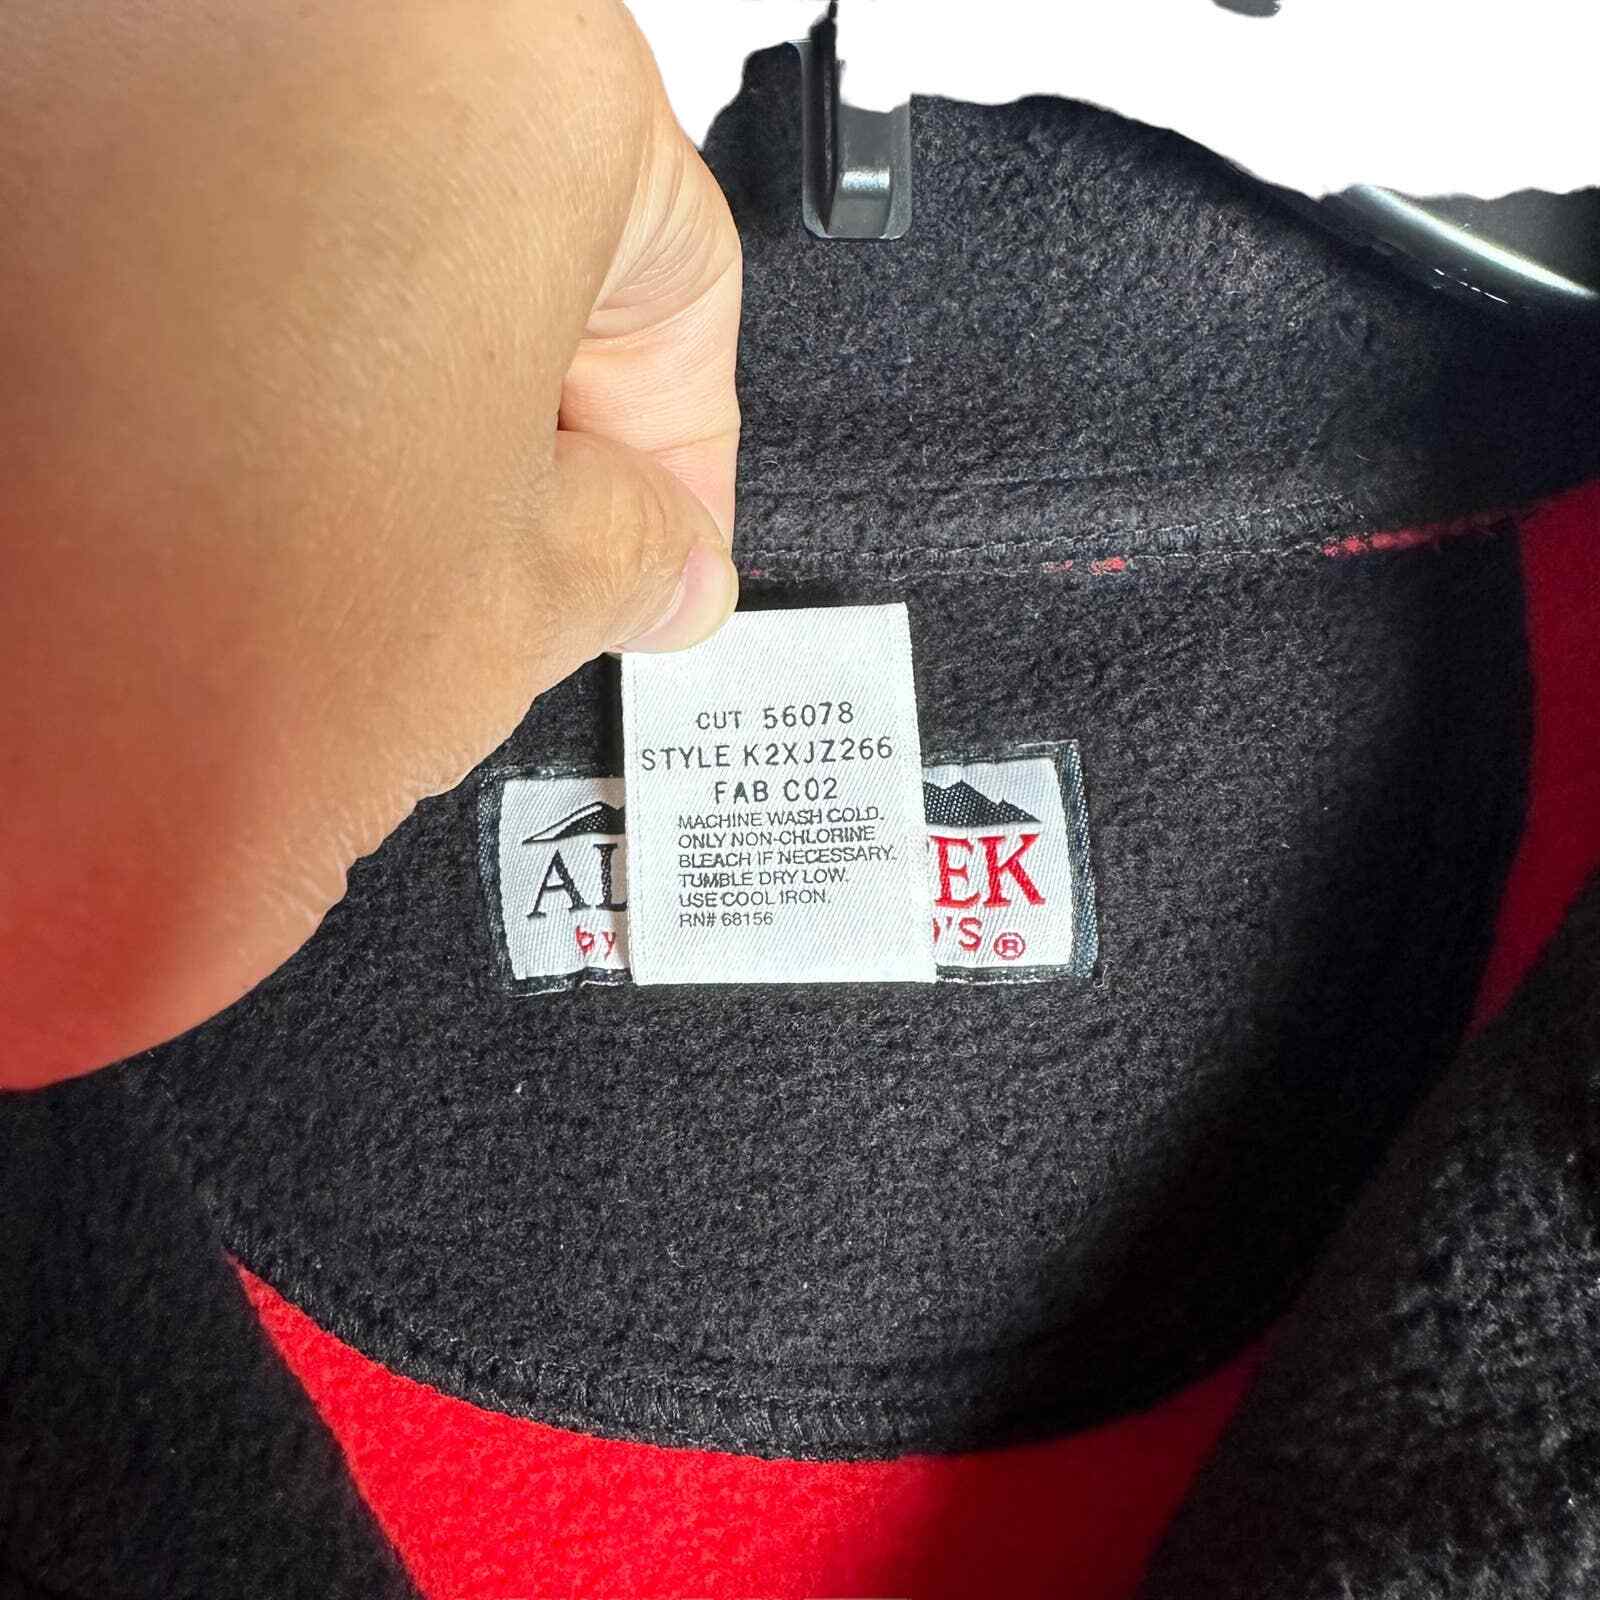 CUT 56078
STYLE K2XJZ266
FAB C02
MACHINE WASH COLD.
ONLY NON-CHLORINE
BLEACH IF NECESSARY.
TUMBLE DRY LOW.
USE COOL IRON.
RN# 68156
by
®